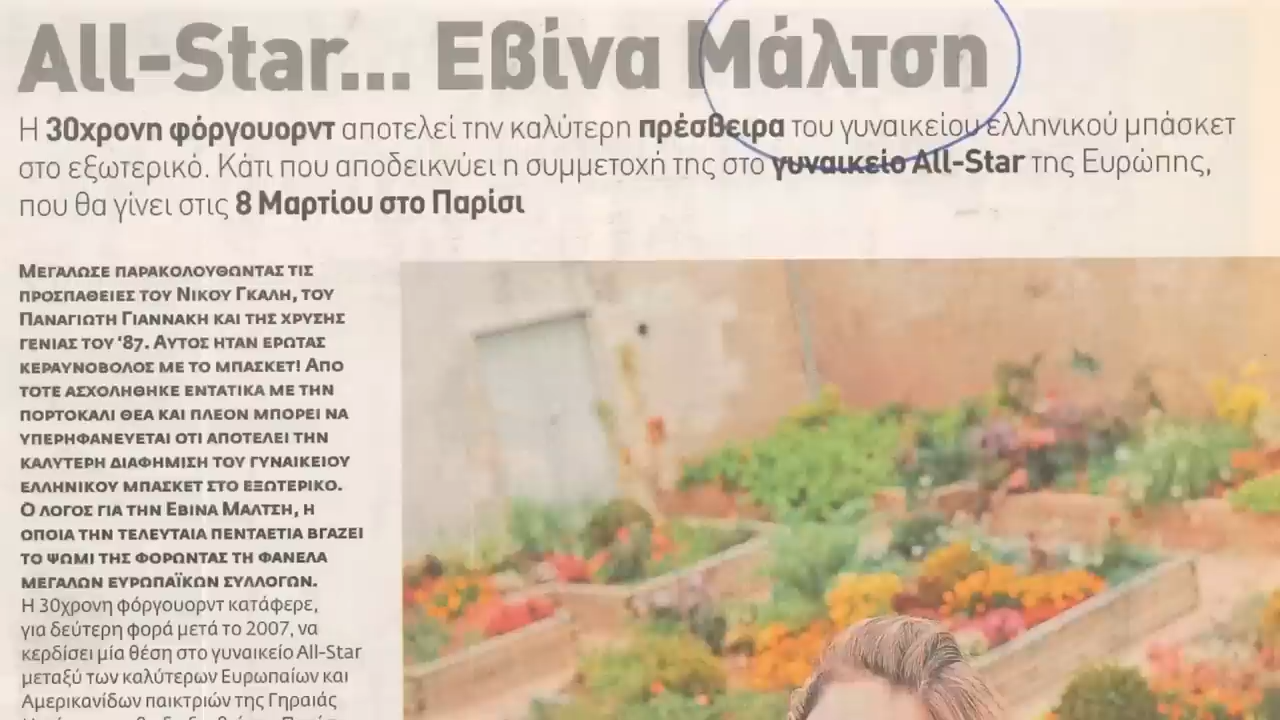 All-Star... Εβίνα Μάλτση
Η 30χρονη φόργουορντ αποτελεί την καλύτερη πρέσβειρα του γυναικείου ελληνικού μπάσκετ
στο εξωτερικό. Κάτι που αποδεικνύει η συμμετοχή της στο γυναικείο All-Star της Ευρώπης,
που θα γίνει στις 8 Μαρτίου στο Παρίσι
ΜΕΓΑΛΩΣΕ ΠΑΡΑΚΟΛΟΥΘΩΝΤΑΣ ΤΙΣ
ΠΡΟΣΠΑΘΕΙΕΣ ΤΟΥ ΝΙΚΟΥ ΓΚΑΛΗ, ΤΟΥ
ΠΑΝΑΓΙΩΤΗ ΓΙΑΝΝΑΚΗ ΚΑΙ ΤΗΣ ΧΡΥΣΗΣ
ΓΕΝΙΑΣ ΤΟΥ '87. ΑΥΤΟΣ ΗΤΑΝ ΕΡΩΤΑΣ
ΚΕΡΑΥΝΟΒΟΛΟΣ ΜΕ ΤΟ ΜΠΑΣΚΕΤ! ΑΠΟ
ΤΟΤΕ ΑΣΧΟΛΗΘΗΚΕ ΕΝΤΑΤΙΚΑ ΜΕ ΤΗΝ
ΠΟΡΤΟΚΑΛΙ ΘΕΑ ΚΑΙ ΠΛΕΟΝ ΜΠΟΡΕΙ ΝΑ
ΥΠΕΡΗΦΑΝΕΥΕΤΑΙ ΟΤΙ ΑΠΟΤΕΛΕΙ ΤΗΝ
ΚΑΛΥΤΕΡΗ ΔΙΑΦΗΜΙΣΗ ΤΟΥ ΓΥΝΑΙΚΕΙΟΥ
ΕΛΛΗΝΙΚΟΥ ΜΠΑΣΚΕΤ ΣΤΟ ΕΞΩΤΕΡΙΚΟ.
Ο ΛΟΓΟΣ ΓΙΑ ΤΗΝ ΕΒΙΝΑ ΜΑΛΤΣΗ, Η
ΟΠΟΙΑ ΤΗΝ ΤΕΛΕΥΤΑΙΑ ΠΕΝΤΑΕΤΙΑ ΒΓΑΖΕΙ
ΤΟ ΨΩΜΙ ΤΗΣ ΦΟΡΩΝΤΑΣ ΤΗ ΦΑΝΕΛΑ
ΜΕΓΑΛΩΝ ΕΥΡΩΠΑΪΚΩΝ ΣΥΛΛΟΓΩΝ.
Η 30χρονη φόργουορντ κατάφερε,
για δεύτερη φορά μετά το 2007, να
κερδίσει μία θέση στο γυναικείο All-Star
μεταξύ των καλύτερων Ευρωπαίων και
Αμερικανίδων παικτριών της Γηραιάς